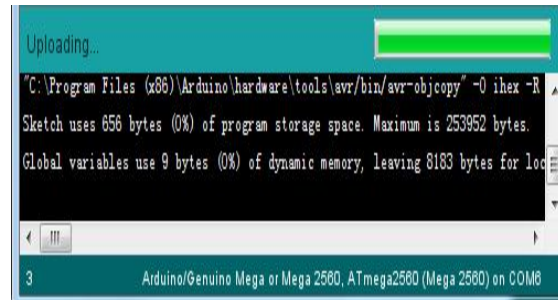 Uploading...
"C:\Program Files (x86)\Arduino\hardware\tools\avr/bin/avr-objcopy" -O ihex -R
Sketch uses 656 bytes (0%) of program storage space. Maximum is 253952 bytes.
Global variables use 9 bytes (0%) of dynamic memory, leaving 8183 bytes for loc
3 Arduino/Genuino Mega or Mega 2560, ATmega2560 (Mega 2560) on COM6